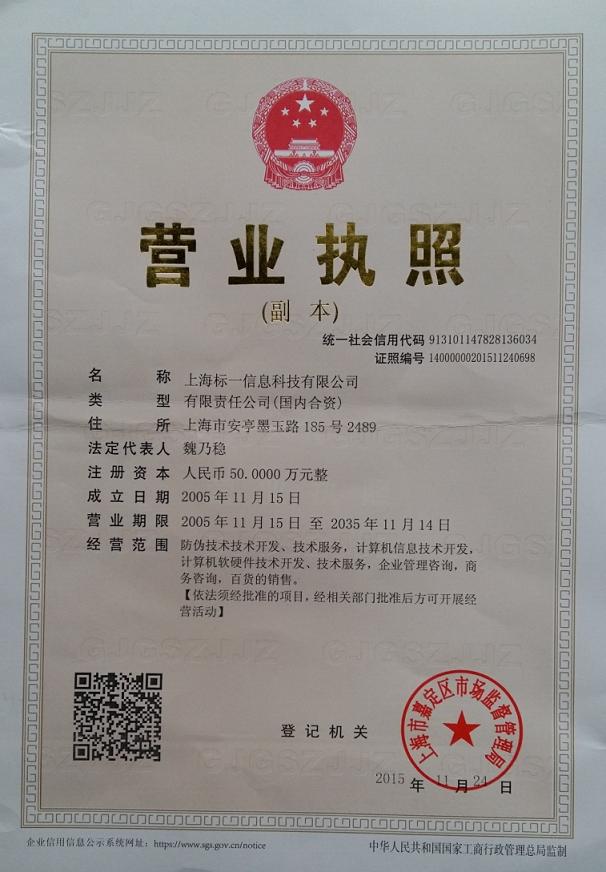 GJGSZJJZ
营业执照
(副 本)
统一社会信用代码 913101147828136034
证照编号 14000000201511240698
名 称 上海标一信息科技有限公司
类 型 有限责任公司(国内合资)
住 所 上海市安亭墨玉路185号2489
法定代表人 魏乃稳
注册资本 人民币50.0000万元整
成立日期 2005年11月15日
营业期限 2005年11月15日 至 2035年11月14日
经营范围 防伪技术技术开发、技术服务，计算机信息技术开发，
计算机软硬件技术开发、技术服务，企业管理咨询，商
务咨询，百货的销售。
【依法须经批准的项目，经相关部门批准后方可开展经
营活动】
GJGSZJJZ
登记机关
上海市嘉定区市场监督管理局
2015年11月24日
企业信用信息公示系统网址：https://www.sgs.gov.cn/notice
中华人民共和国国家工商行政管理总局监制